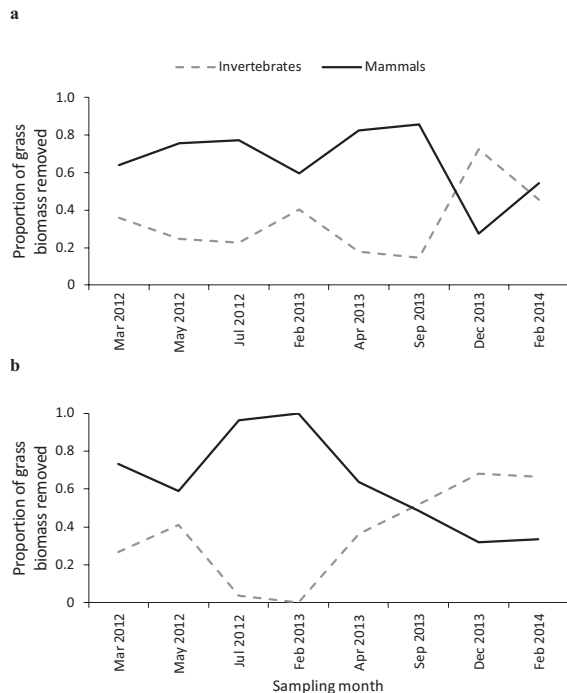 a
Invertebrates Mammals
Proportion of grass
biomass removed
1.0
0.8
0.6
0.4
0.2
0
Mar 2012
May 2012
Jul 2012
Feb 2013
Apr 2013
Sep 2013
Dec 2013
Feb 2014
b
Proportion of grass
biomass removed
1.0
0.8
0.6
0.4
0.2
0
Mar 2012
May 2012
Jul 2012
Feb 2013
Apr 2013
Sep 2013
Dec 2013
Feb 2014
Sampling month